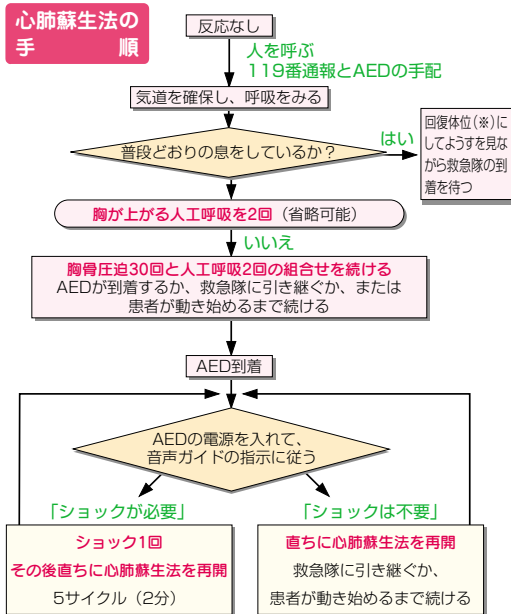 心肺蘇生法の
手順
反応なし
人を呼ぶ
119番通報とAEDの手配
気道を確保し、呼吸をみる
普段どおりの息をしているか？
はい
回復体位(※)に
してようすを見な
がら救急隊の到
着を待つ
胸が上がる人工呼吸を2回（省略可能）
いいえ
胸骨圧迫30回と人工呼吸2回の組合せを続ける
AEDが到着するか、救急隊に引き継ぐか、または
患者が動き始めるまで続ける
AED到着
AEDの電源を入れて、
音声ガイドの指示に従う
「ショックが必要」
ショック1回
その後直ちに心肺蘇生法を再開
5サイクル（2分）
「ショックは不要」
直ちに心肺蘇生法を再開
救急隊に引き継ぐか、
患者が動き始めるまで続ける